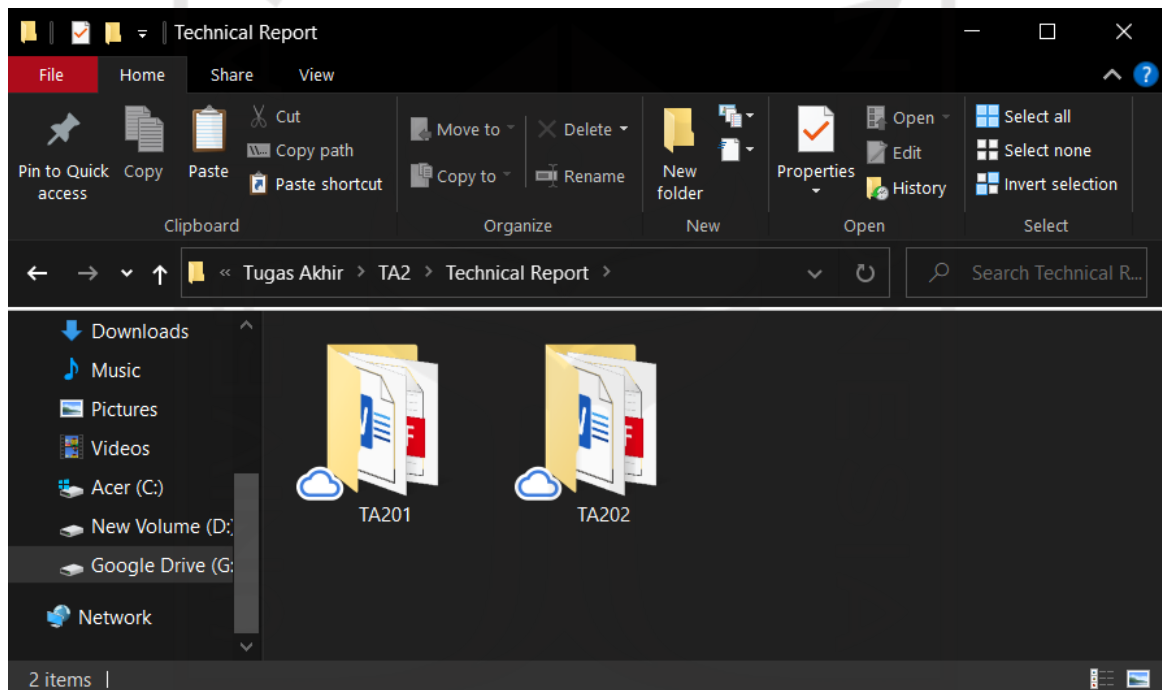 Technical Report
File Home Share View
Pin to Quick access
Copy
Paste
Cut
Copy path
Paste shortcut
Clipboard
Move to
Copy to
Delete
Rename
Organize
New folder
New
Properties
Open
Edit
History
Open
Select all
Select none
Invert selection
Select
« Tugas Akhir > TA2 > Technical Report >
Search Technical R...
Downloads
Music
Pictures
Videos
Acer (C:)
New Volume (D:)
Google Drive (G:
Network
TA201
TA202
2 items